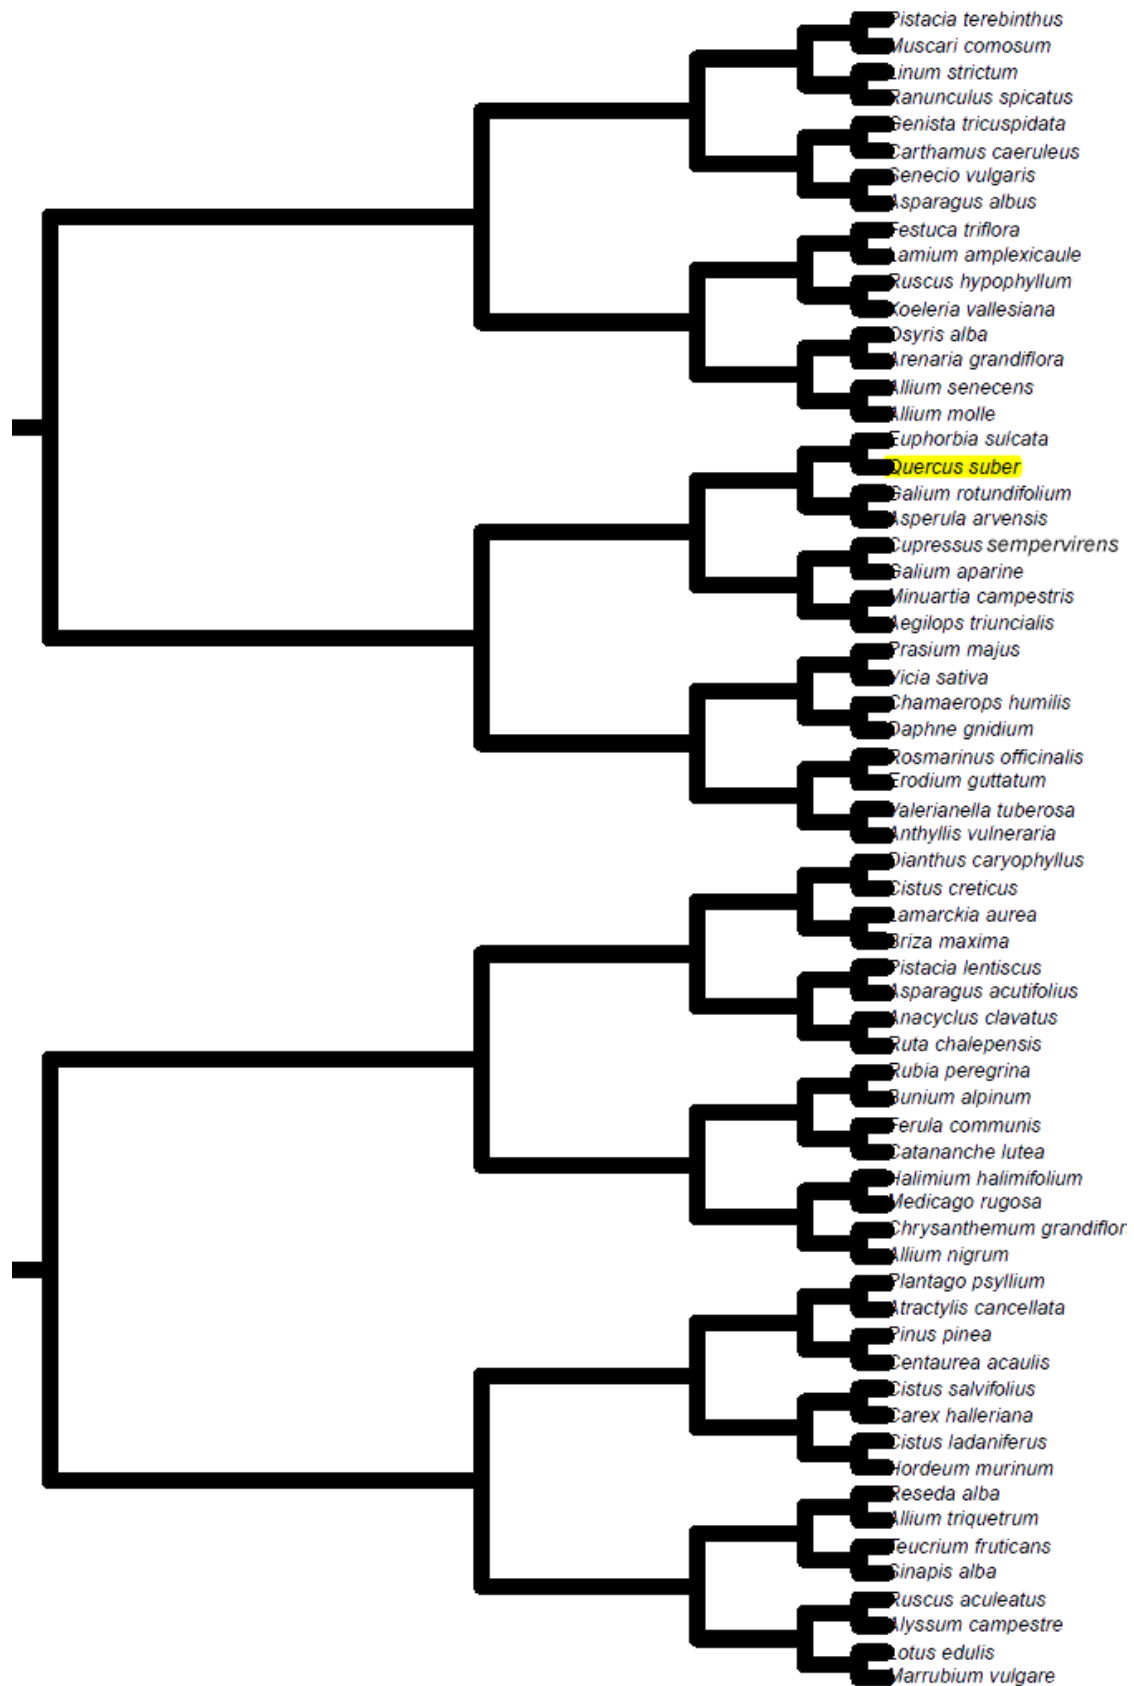 Pistacia terebinthus
Muscari comosum
Linum strictum
Ranunculus spicatus
Genista tricuspidata
Carthamus caeruleus
Senecio vulgaris
Asparagus albus
Festuca triflora
Lamium amplexicaule
Ruscus hypophyllum
Koeleria vallesiana
Osyris alba
Arenaria grandiflora
Allium senecens
Allium molle
Euphorbia sulcata
Quercus suber
Galium rotundifolium
Asperula arvensis
Cupressus sempervirens
Galium aparine
Minuartia campestris
Aegilops triuncialis
Prasium majus
Vicia sativa
Chamaerops humilis
Daphne gnidium
Rosmarinus officinalis
Erodium guttatum
Valerianella tuberosa
Anthyllis vulneraria
Dianthus caryophyllus
Cistus creticus
Lamarckia aurea
Briza maxima
Pistacia lentiscus
Asparagus acutifolius
Anacyclus clavatus
Ruta chalepensis
Rubia peregrina
Bunium alpinum
Ferula communis
Catananche lutea
Halimium halimifolium
Medicago rugosa
Chrysanthemum grandiflor
Allium nigrum
Plantago psyllium
Atractylis cancellata
Pinus pinea
Centaurea acaulis
Cistus salvifolius
Carex halleriana
Cistus ladaniferus
Hordeum murinum
Reseda alba
Allium triquetrum
Teucrium fruticans
Sinapis alba
Ruscus aculeatus
Alyssum campestre
Lotus edulis
Marrubium vulgare